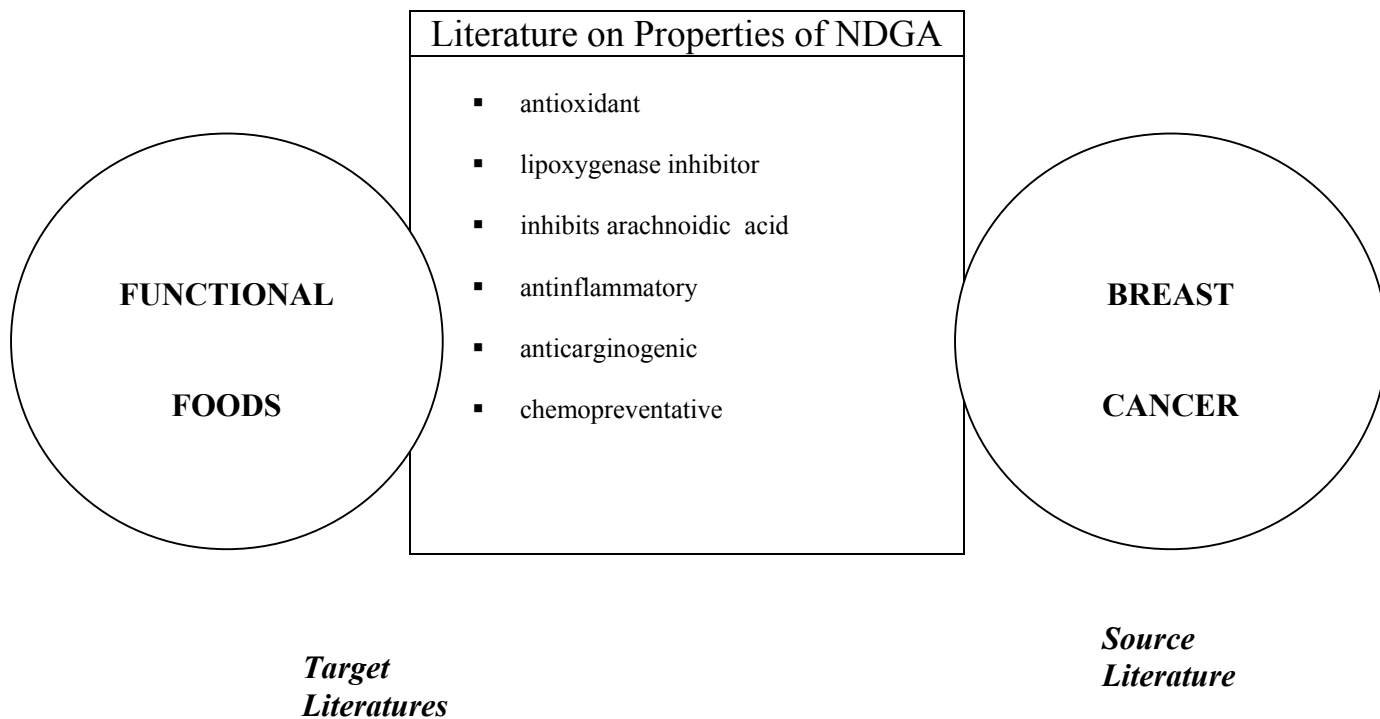 Literature on Properties of NDGA
▪ antioxidant
▪ lipoxygenase inhibitor
▪ inhibits arachnoidic acid
▪ antinflammatory
▪ anticarginogenic
▪ chemopreventative
FUNCTIONAL
FOODS
BREAST
CANCER
Target
Literatures
Source
Literature